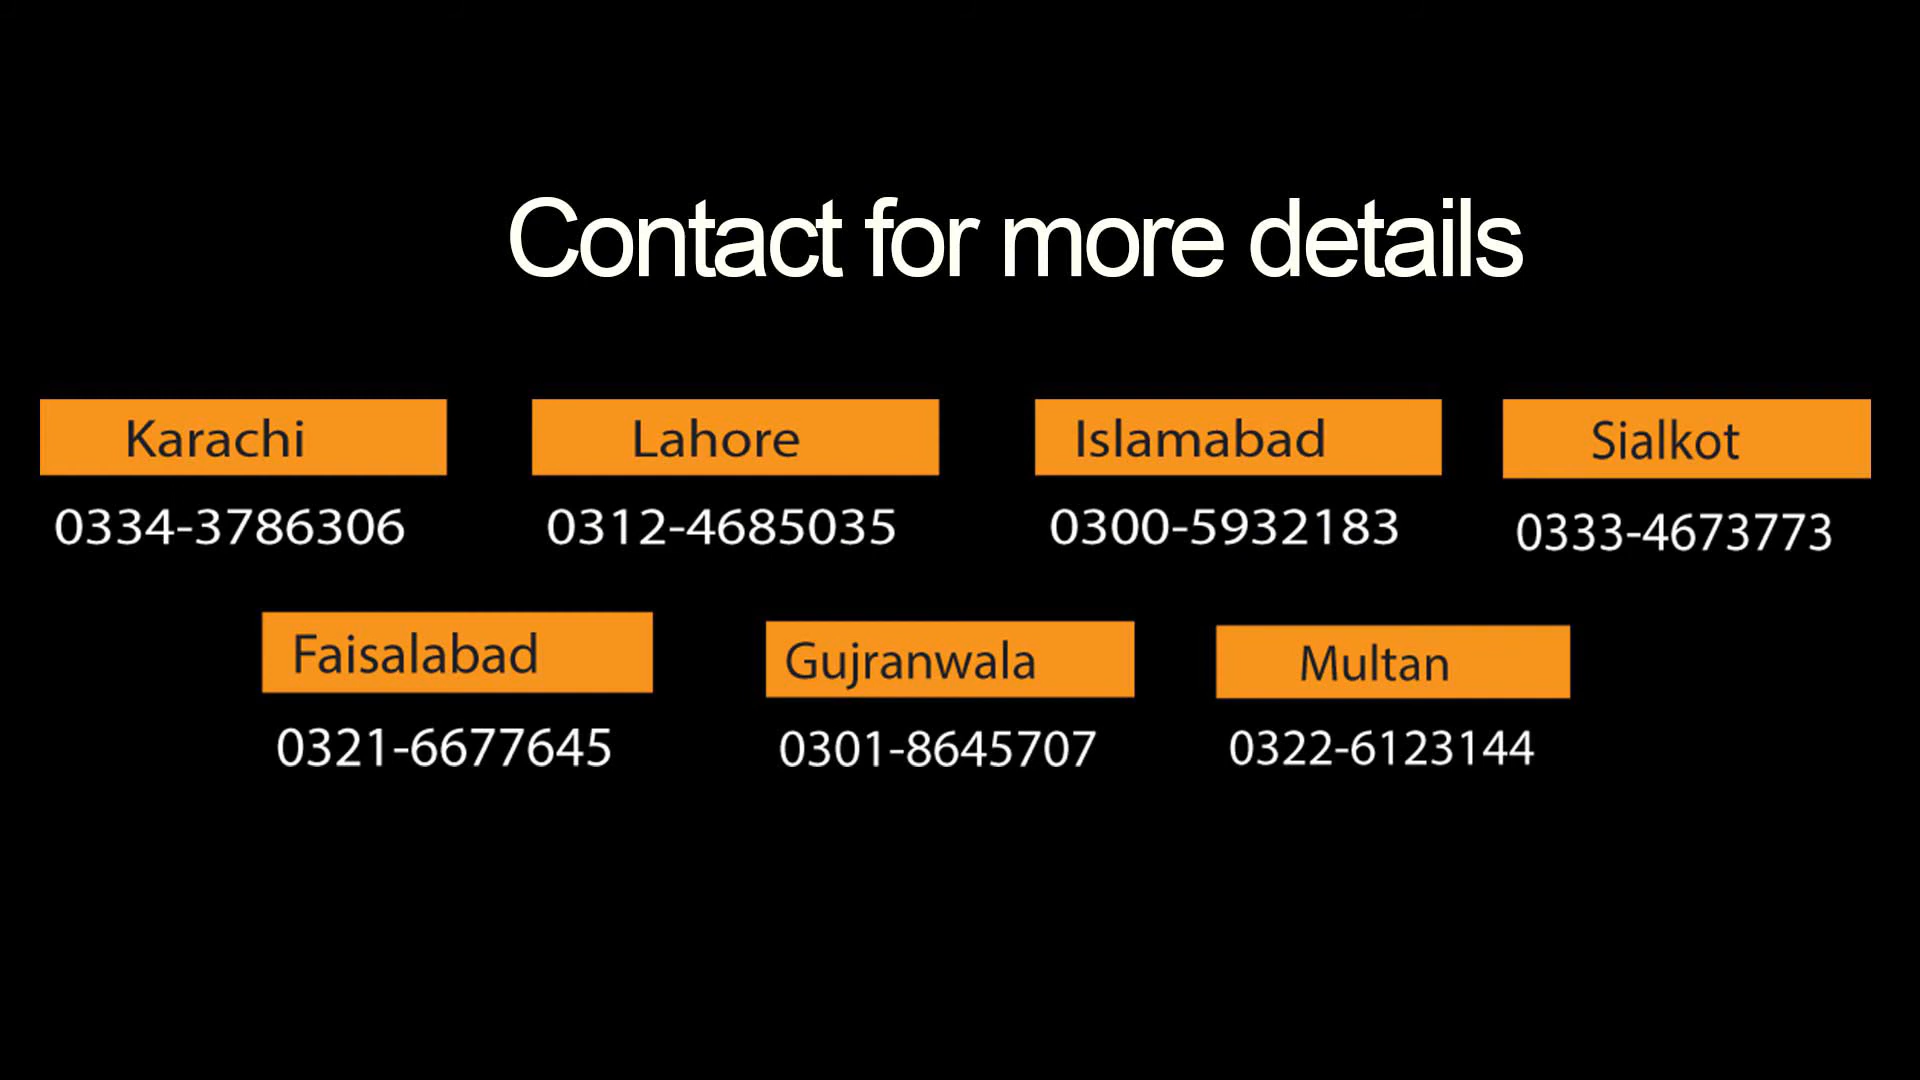 Contact for more details
Karachi Lahore Islamabad Sialkot
0334-3786306 0312-4685035 0300-5932183 0333-4673773
Faisalabad Gujranwala Multan
0321-6677645 0301-8645707 0322-6123144